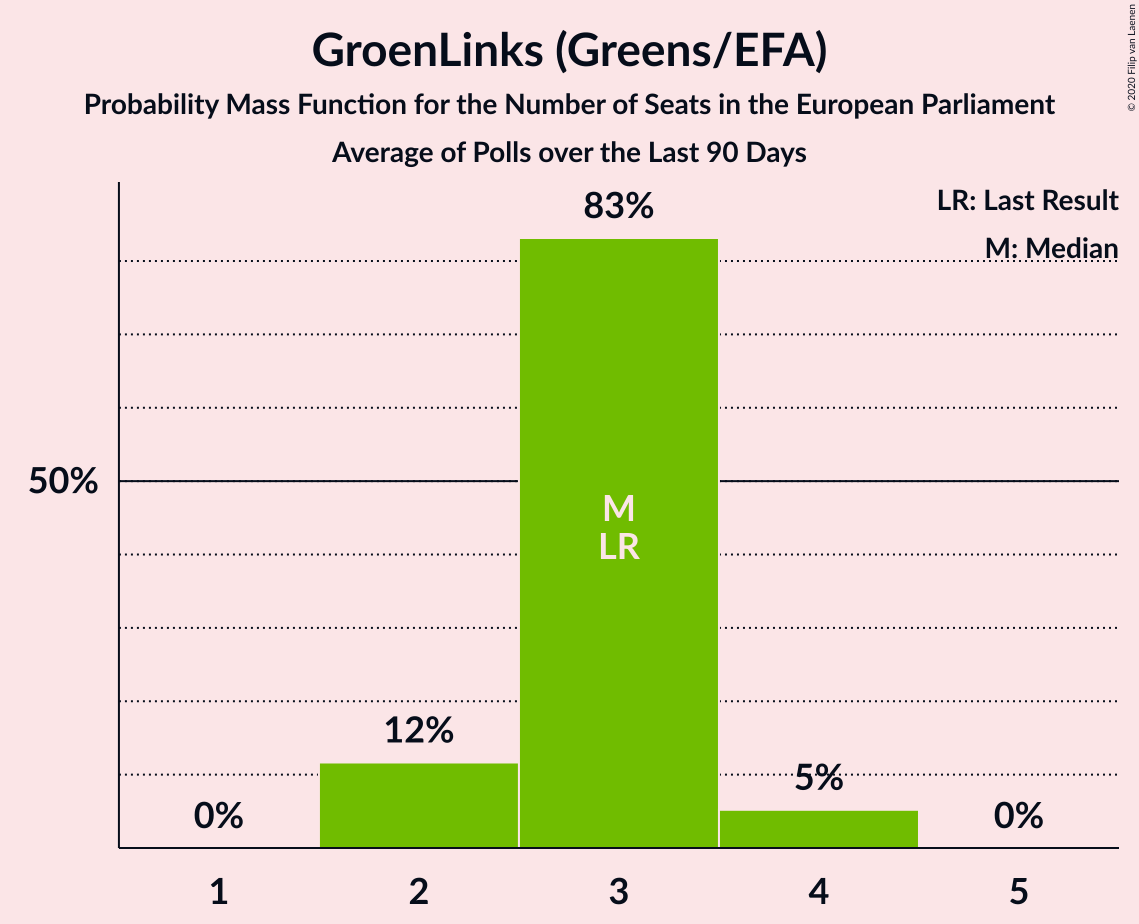 GroenLinks (Greens/EFA)
Probability Mass Function for the Number of Seats in the European Parliament
Average of Polls over the Last 90 Days
© 2020 Filip van Laenen
LR: Last Result
M: Median
83%
50%
M
LR
12%
5%
0%
0%
1
2
3
4
5